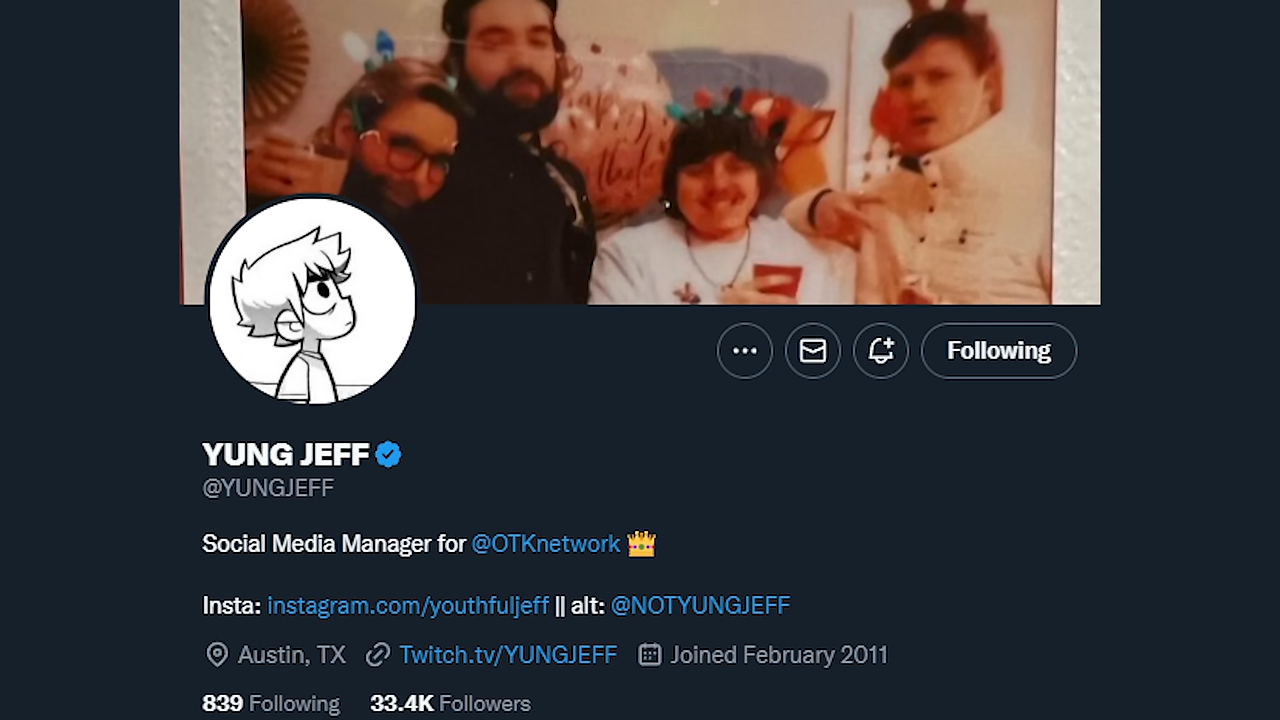 Following
YUNG JEFF
@YUNGJEFF
Social Media Manager for @OTKnetwork 👑
Insta: instagram.com/youthfuljeff || alt: @NOTYUNGJEFF
Austin, TX Twitch.tv/YUNGJEFF Joined February 2011
839 Following 33.4K Followers